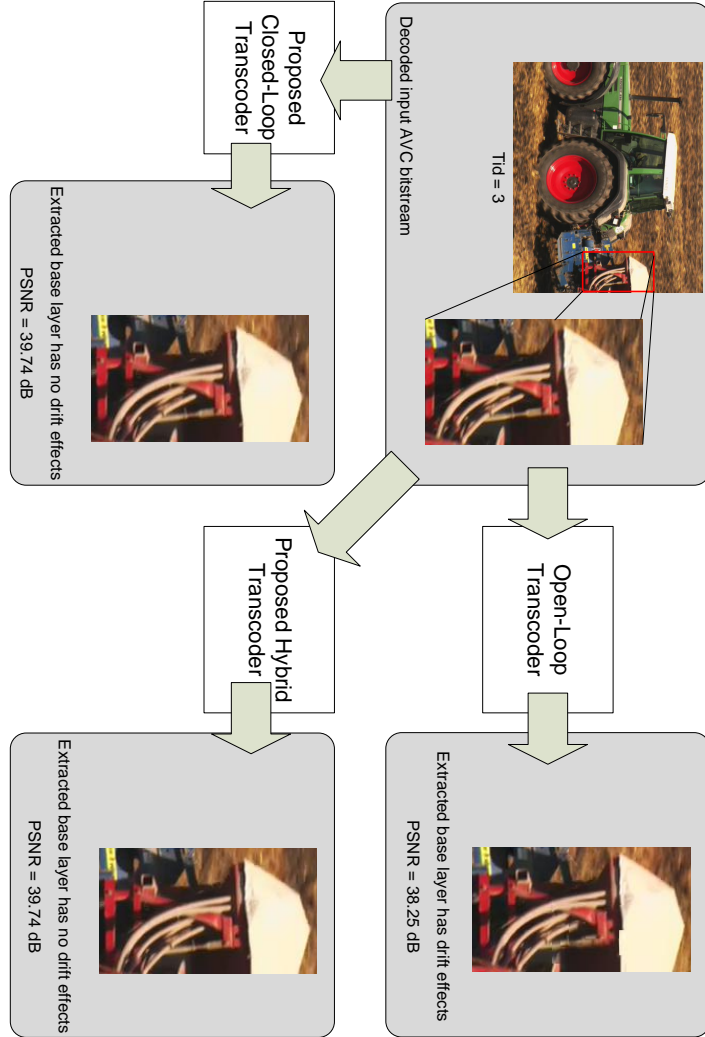 Tid = 3
Decoded input AVC bitstream
Open-Loop
Transcoder
Extracted base layer has drift effects
PSNR = 38.25 dB
Proposed
Closed-Loop
Transcoder
Extracted base layer has no drift effects
PSNR = 39.74 dB
Proposed Hybrid
Transcoder
Extracted base layer has no drift effects
PSNR = 39.74 dB